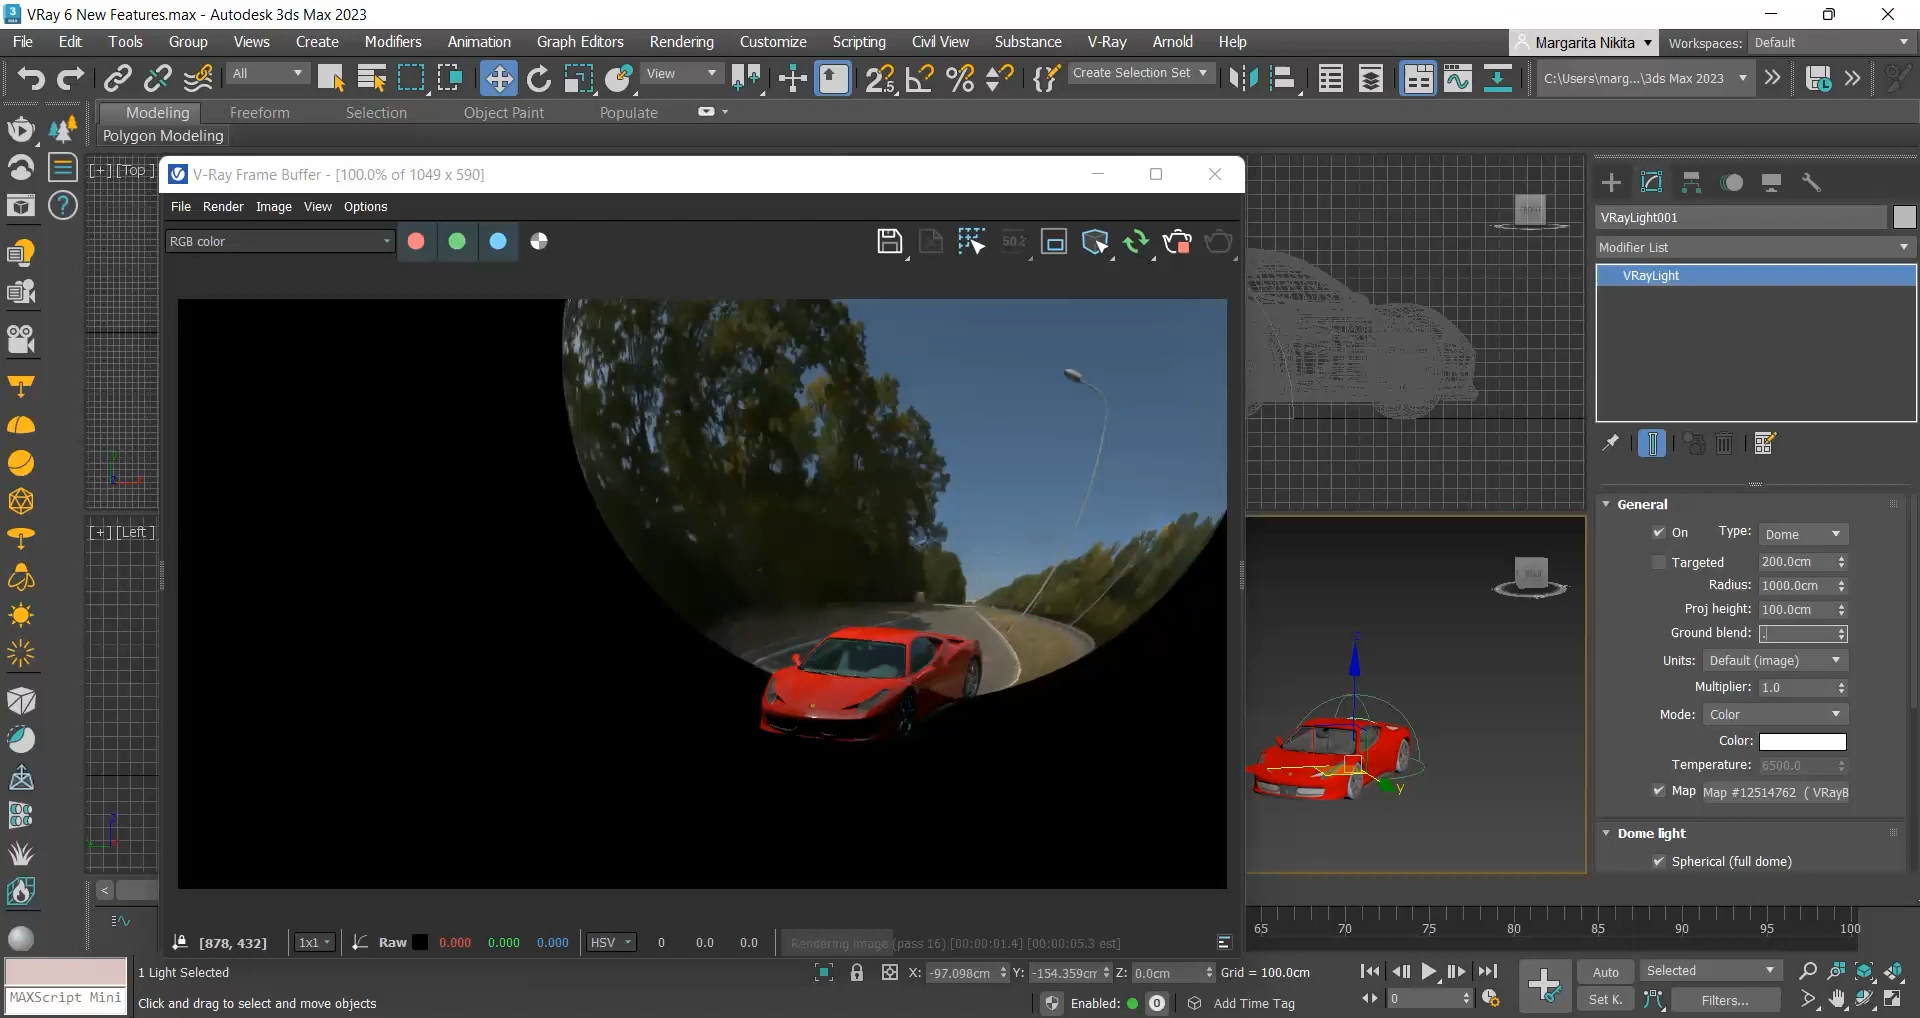 VRay 6 New Features.max - Autodesk 3ds Max 2023
File Edit Tools Group Views Create Modifiers Animation Graph Editors Rendering Customize Scripting Civil View Substance V-Ray Arnold Help
Margarita Nikita
Workspaces: Default
All
View
Create Selection Set
C:\Users\marg...\3ds Max 2023
Modeling Freeform Selection Object Paint Populate
Polygon Modeling
[+] [Top]
V-Ray Frame Buffer - [100.0% of 1049 x 590]
File Render Image View Options
RGB color
50%
FRONT
VRayLight001
Modifier List
VRayLight
[+] [Left]
General
On Type: Dome
Targeted 200.0cm
Radius: 1000.0cm
Proj height: 100.0cm
Ground blend: .
Units: Default (image)
Multiplier: 1.0
Mode: Color
Color:
Temperature: 6500.0
Map Map #12514762 ( VRayB
Dome light
Spherical (full dome)
y
[878, 432] 1x1 Raw 0.000 0.000 0.000 HSV 0 0.0 0.0 Rendering image (pass 16) [00:00:01.4] [00:00:05.3 est]
65 70 75 80 85 90 95 100
1 Light Selected
X: -97.098cm Y: -154.359cm Z: 0.0cm Grid = 100.0cm
Auto Selected
MAXScript Mini
Click and drag to select and move objects
Enabled: 0 Add Time Tag
0
Set K. Filters...